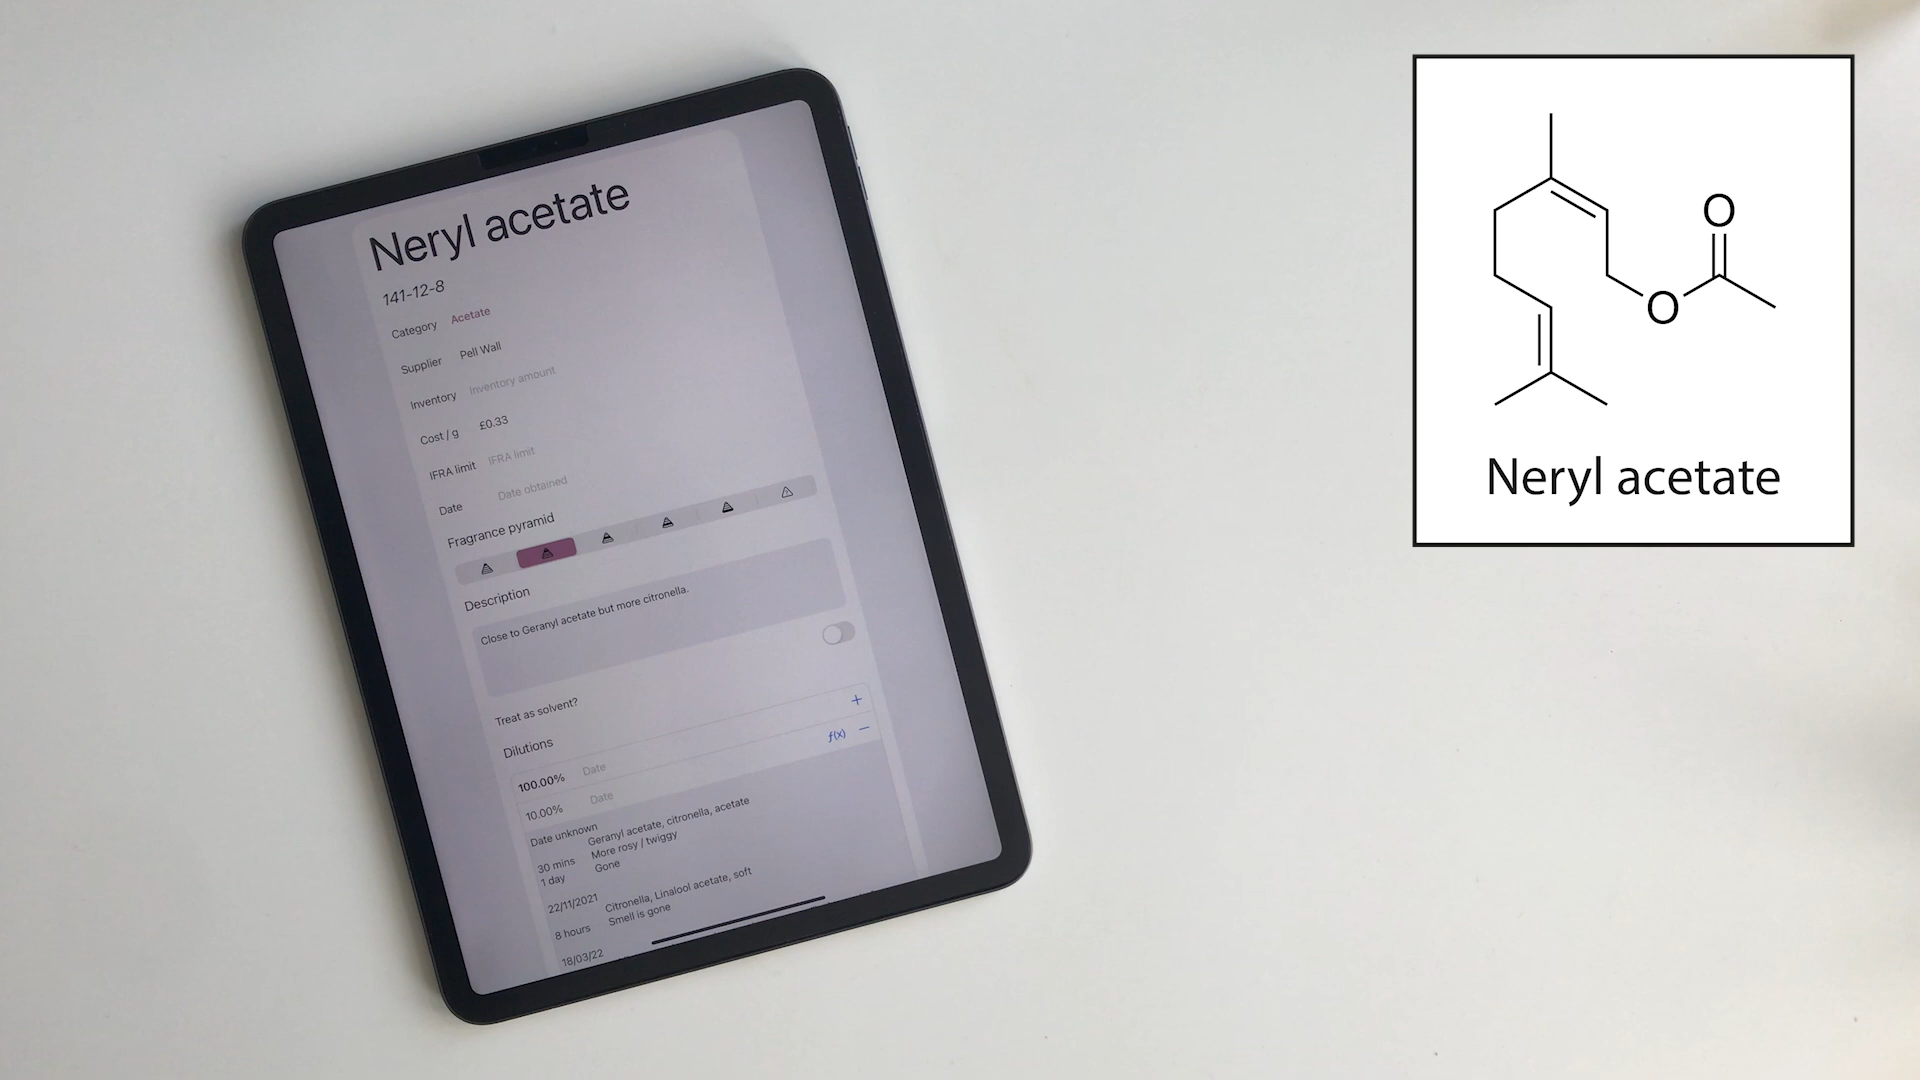 Neryl acetate
141-12-8
Category Acetate
Supplier Pell Wall
Inventory Inventory amount
Cost / g £0.33
IFRA limit IFRA limit
Date Date obtained
Fragrance pyramid
Description
Close to Geranyl acetate but more citronella.
Treat as solvent?
Dilutions
+
100.00% Date
f(x) −
10.00% Date
Date unknown
Geranyl acetate, citronella, acetate
30 mins More rosy / twiggy
1 day Gone
22/11/2021
Citronella, Linalool acetate, soft
8 hours Smell is gone
18/03/22
O
O
Neryl acetate